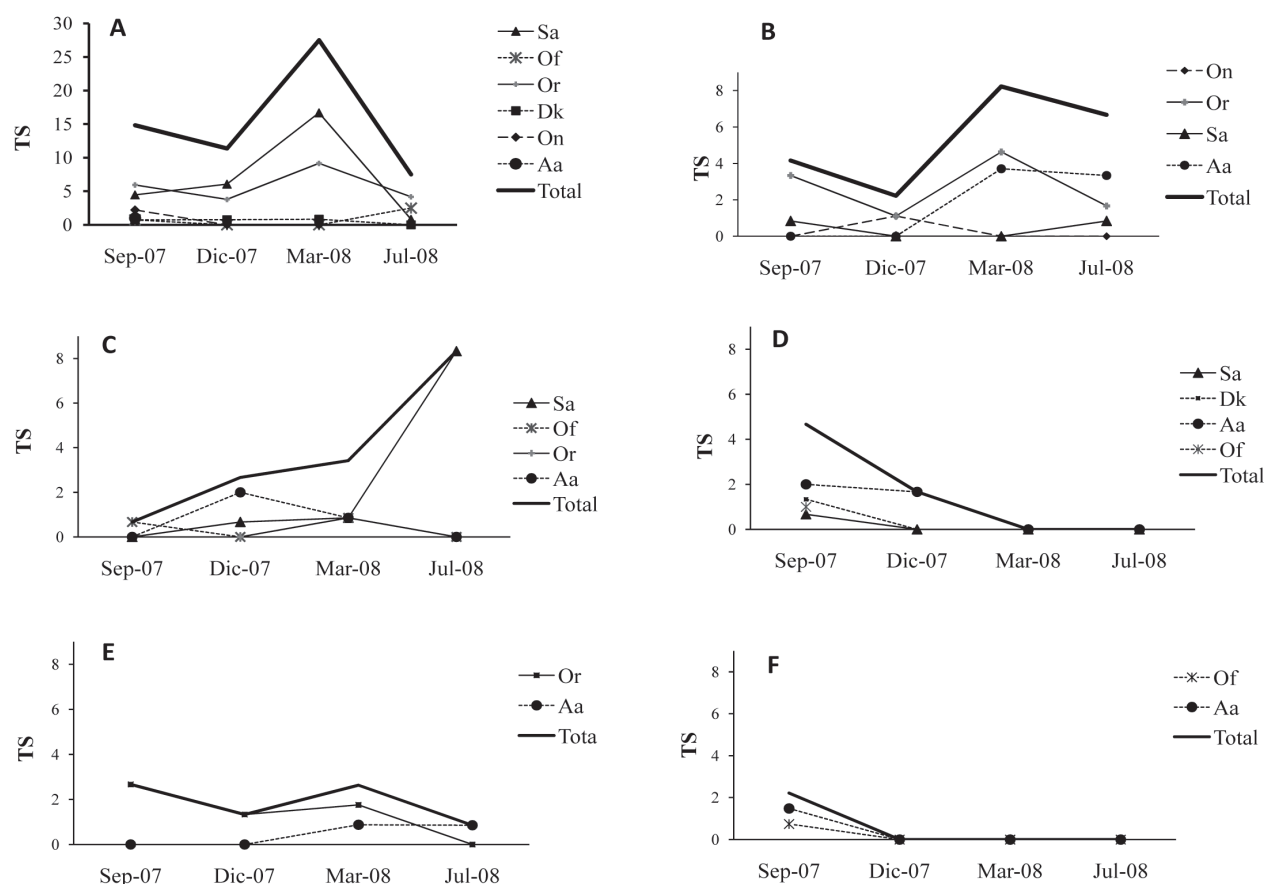 A
TS
30
25
20
15
10
5
0
Sep-07 Dic-07 Mar-08 Jul-08
Sa
Of
Or
Dk
On
Aa
Total
B
TS
8
6
4
2
0
Sep-07 Dic-07 Mar-08 Jul-08
On
Or
Sa
Aa
Total
C
TS
8
6
4
2
0
Sep-07 Dic-07 Mar-08 Jul-08
Sa
Of
Or
Aa
Total
D
TS
8
6
4
2
0
Sep-07 Dic-07 Mar-08 Jul-08
Sa
Dk
Aa
Of
Total
E
TS
8
6
4
2
0
Sep-07 Dic-07 Mar-08 Jul-08
Or
Aa
Tota
F
TS
8
6
4
2
0
Sep-07 Dic-07 Mar-08 Jul-08
Of
Aa
Total